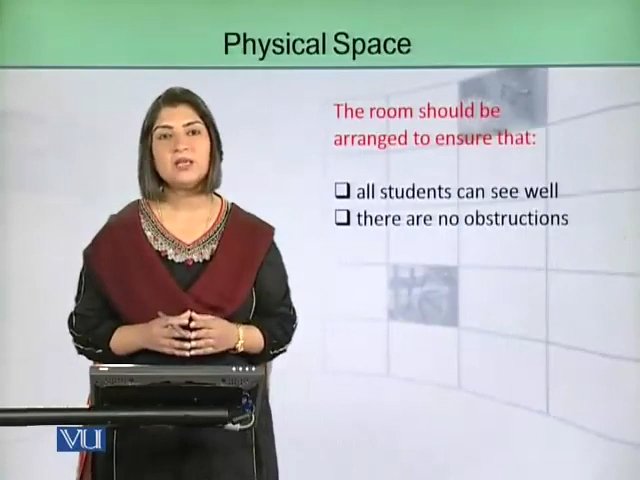 Physical Space
The room should be
arranged to ensure that:
❑ all students can see well
❑ there are no obstructions
VU